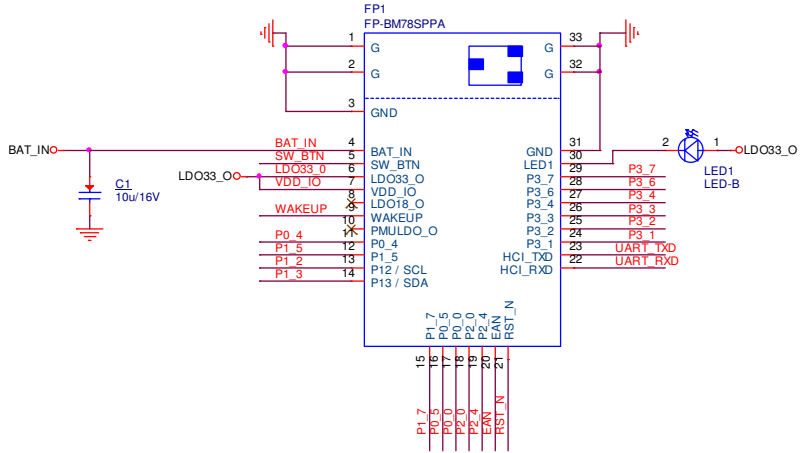 FP1
FP-BM78SPPA
1 G
2 G
3 GND
33 G
32 G
BAT_IN
BAT_IN 4 BAT_IN
SW_BTN 5 SW_BTN
LDO33_O
LDO33_0 6 LDO33_O
VDD_IO 7 VDD_IO
8 LDO18_O
WAKEUP 9 WAKEUP
10 PMULDO_O
P0_4 11 P0_4
P1_5 12 P1_5
P1_2 13 P12 / SCL
P1_3 14 P13 / SDA
C1
10u/16V
GND 31
LED1 30
P3_7 29 P3_7
P3_6 28 P3_6
P3_4 27 P3_4
P3_3 26 P3_3
P3_2 25 P3_2
P3_1 24 P3_1
HCI_TXD 23 UART_TXD
HCI_RXD 22 UART_RXD
2 1 LDO33_O
LED1
LED-B
P1_7 15 P1_7
P0_5 16 P0_5
P0_0 17 P0_0
P2_0 18 P2_0
P2_4 19 P2_4
EAN 20 EAN
RST_N 21 RST_N